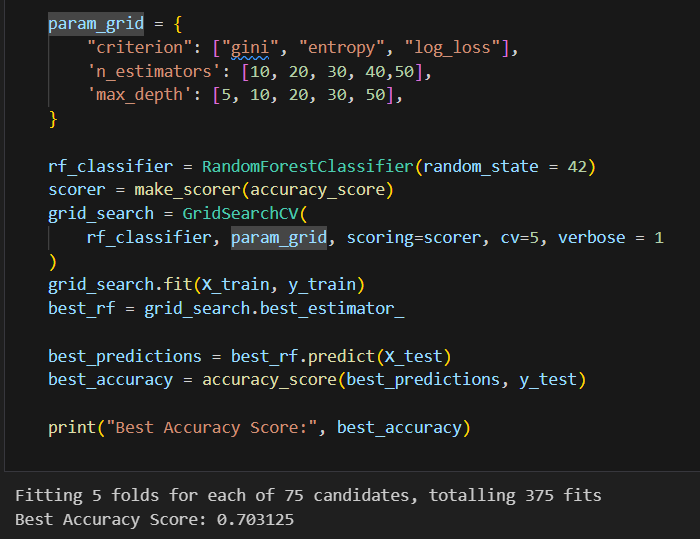 param_grid = {
    "criterion": ["gini", "entropy", "log_loss"],
    'n_estimators': [10, 20, 30, 40,50],
    'max_depth': [5, 10, 20, 30, 50],
}
rf_classifier = RandomForestClassifier(random_state = 42)
scorer = make_scorer(accuracy_score)
grid_search = GridSearchCV(
    rf_classifier, param_grid, scoring=scorer, cv=5, verbose = 1
)
grid_search.fit(X_train, y_train)
best_rf = grid_search.best_estimator_
best_predictions = best_rf.predict(X_test)
best_accuracy = accuracy_score(best_predictions, y_test)
print("Best Accuracy Score:", best_accuracy)
Fitting 5 folds for each of 75 candidates, totalling 375 fits
Best Accuracy Score: 0.703125